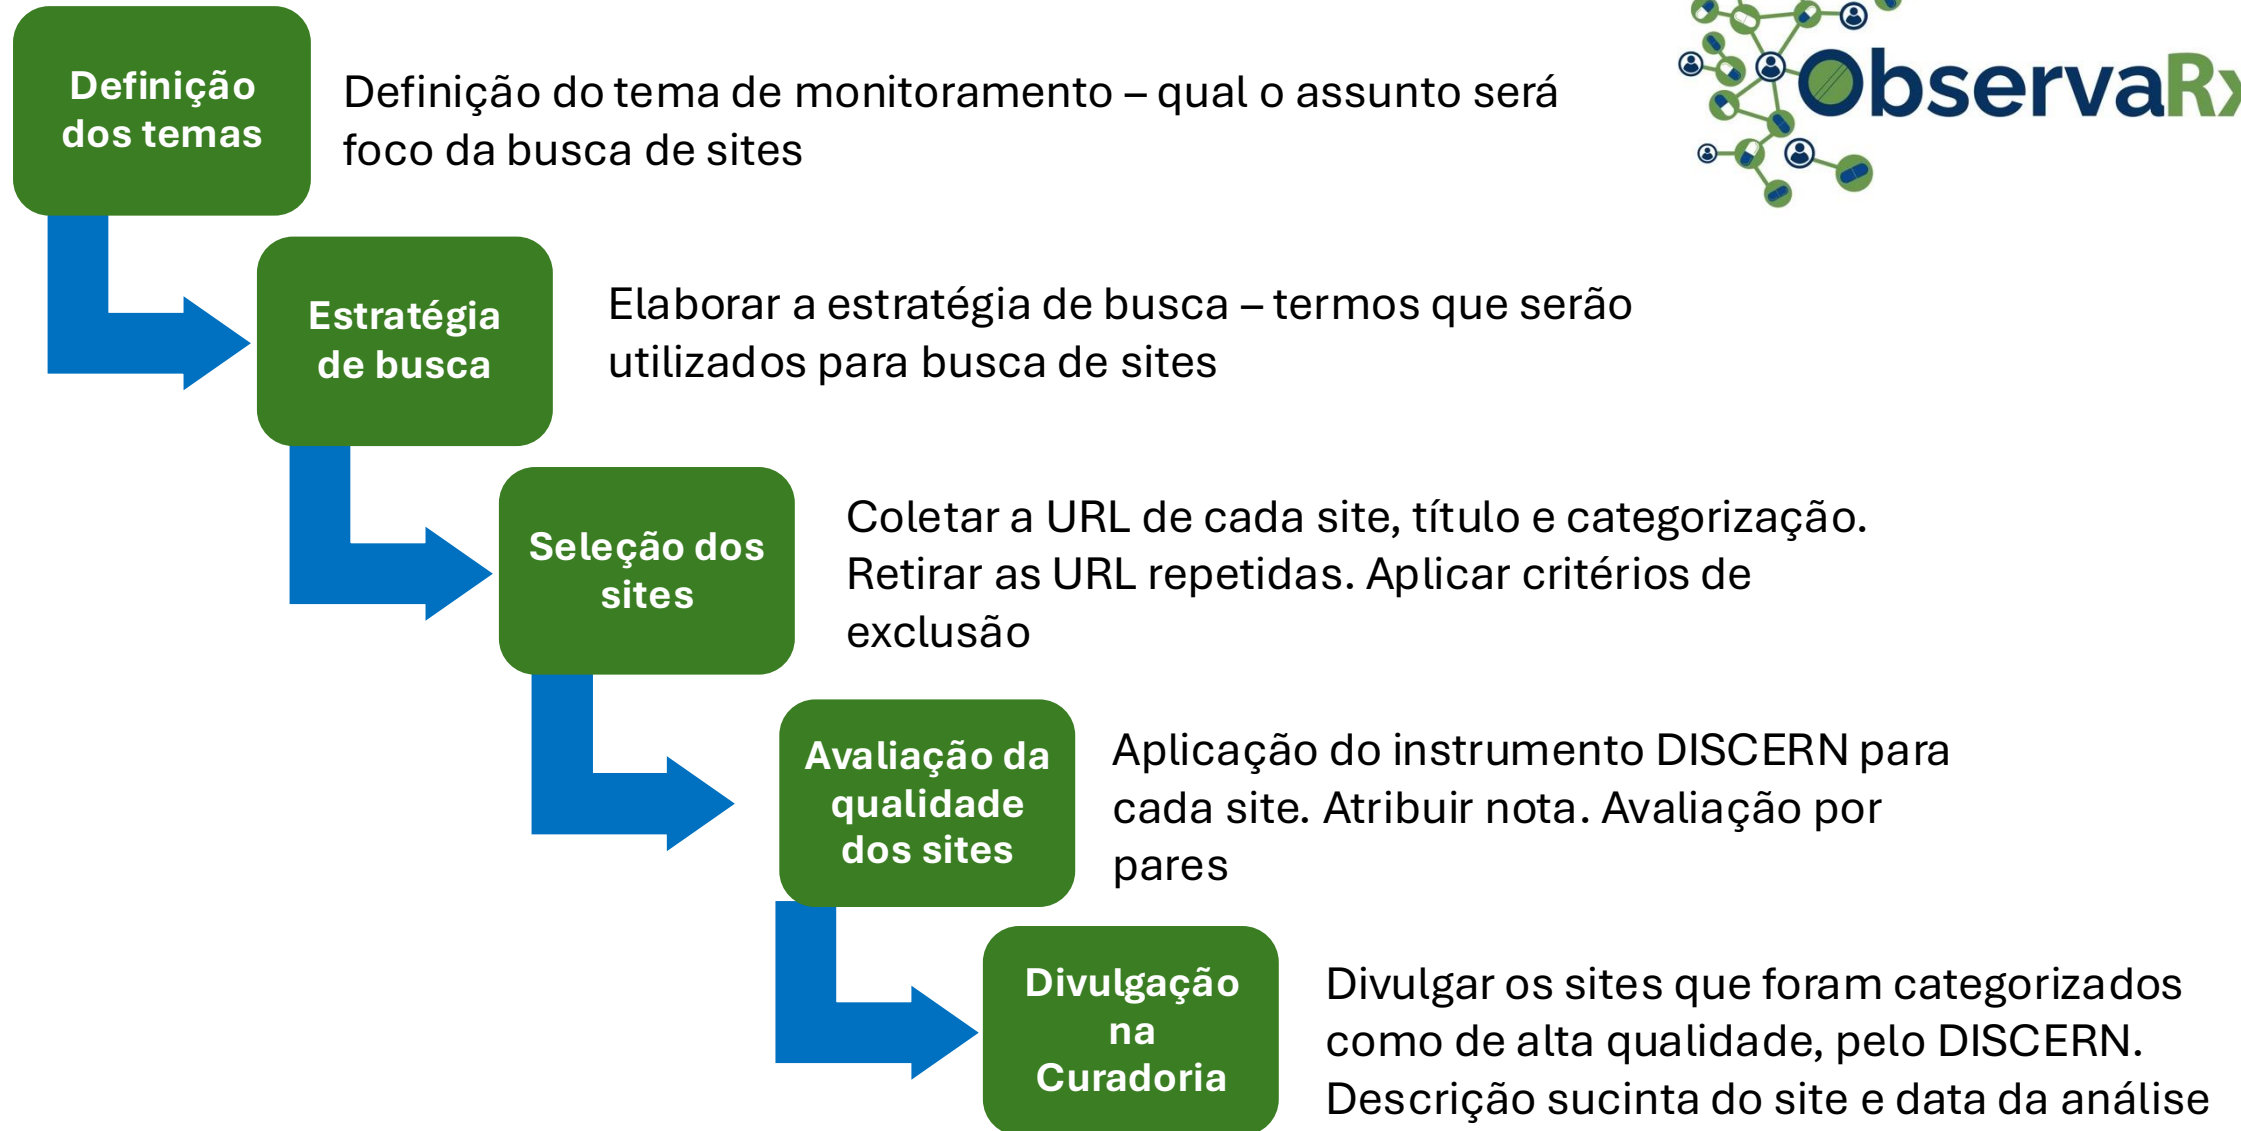 ObservaRx
Definição
dos temas
Definição do tema de monitoramento – qual o assunto será
foco da busca de sites
Estratégia
de busca
Elaborar a estratégia de busca – termos que serão
utilizados para busca de sites
Seleção dos
sites
Coletar a URL de cada site, título e categorização.
Retirar as URL repetidas. Aplicar critérios de
exclusão
Avaliação da
qualidade
dos sites
Aplicação do instrumento DISCERN para
cada site. Atribuir nota. Avaliação por
pares
Divulgação
na
Curadoria
Divulgar os sites que foram categorizados
como de alta qualidade, pelo DISCERN.
Descrição sucinta do site e data da análise